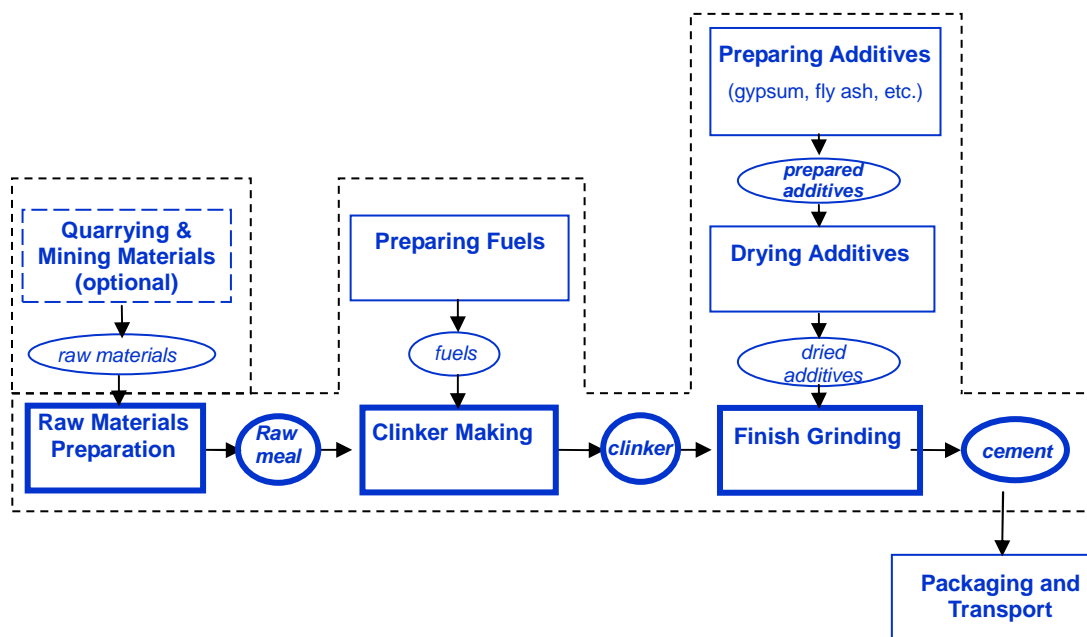 Preparing Additives
(gypsum, fly ash, etc.)
prepared
additives
Quarrying &
Mining Materials
(optional)
Preparing Fuels
Drying Additives
raw materials
fuels
dried
additives
Raw Materials
Preparation
Raw
meal
Clinker Making
clinker
Finish Grinding
cement
Packaging and
Transport